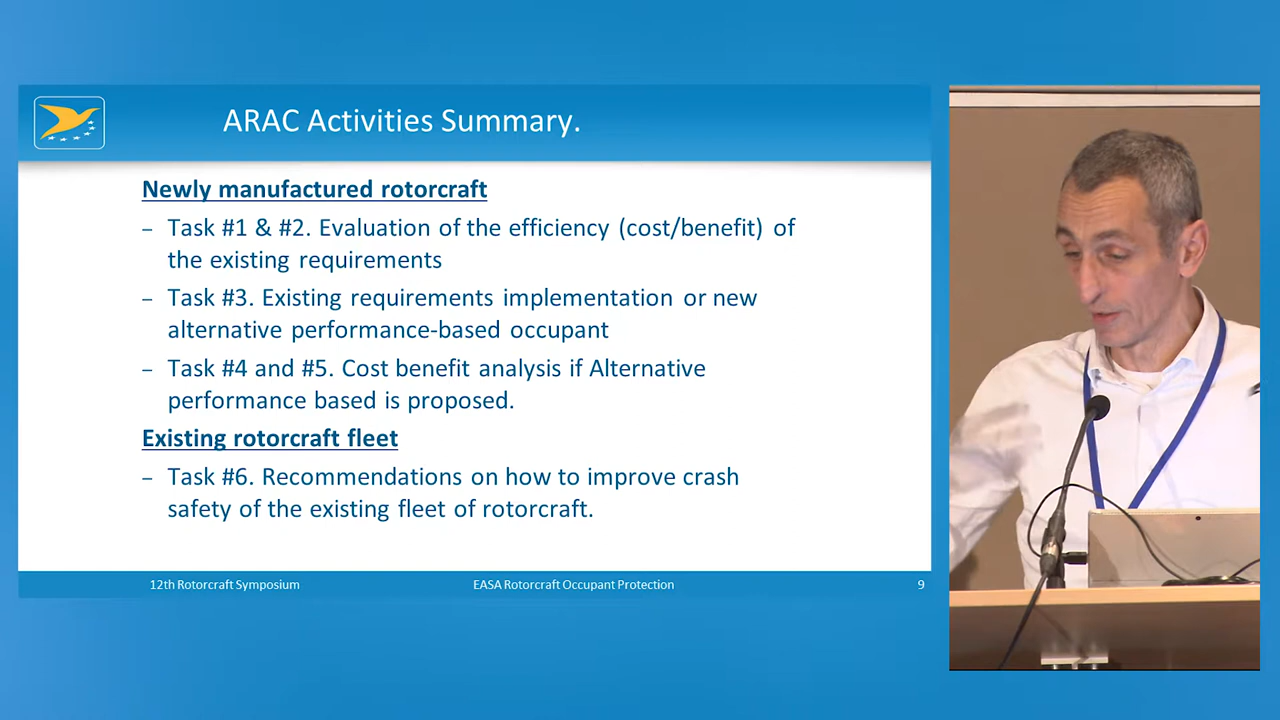 ARAC Activities Summary.
Newly manufactured rotorcraft
– Task #1 & #2. Evaluation of the efficiency (cost/benefit) of
the existing requirements
– Task #3. Existing requirements implementation or new
alternative performance-based occupant
– Task #4 and #5. Cost benefit analysis if Alternative
performance based is proposed.
Existing rotorcraft fleet
– Task #6. Recommendations on how to improve crash
safety of the existing fleet of rotorcraft.
12th Rotorcraft Symposium
EASA Rotorcraft Occupant Protection
9